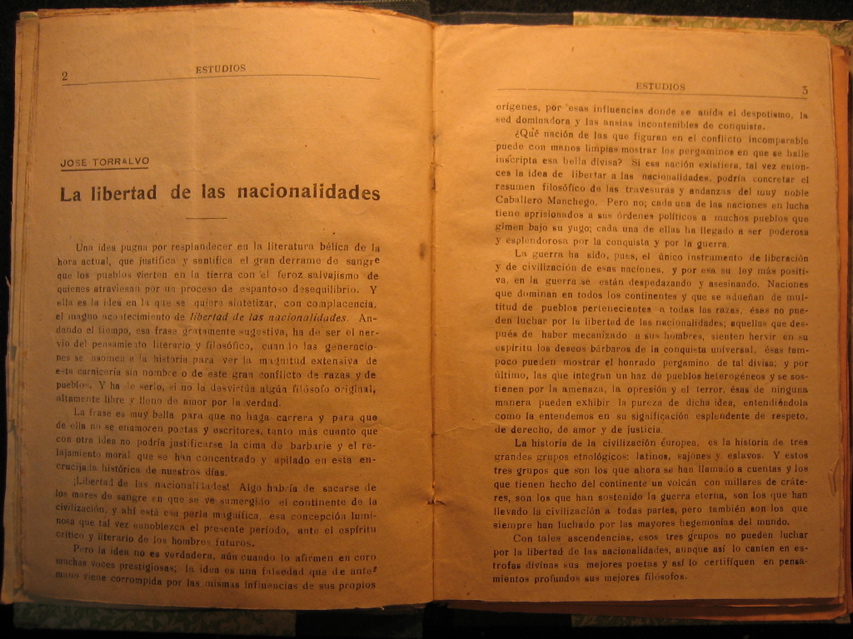 2
ESTUDIOS
JOSE TORRALVO
La libertad de las nacionalidades
Una idea pugna por resplandecer en la literatura bélica de la
hora actual, que justifica y santifica el gran derrame de sangre
que los pueblos vierten en la tierra con el feroz salvajismo de
quienes atraviesan por un proceso de espantoso desequilibrio. Y
ella es la idea en la que se quiere sintetizar, con complacencia,
el magno acontecimiento de libertad de las nacionalidades. An-
dando el tiempo, esa frase gratamente sugestiva, ha de ser el ner-
vio del pensamiento literario y filosófico, cuando las generacio-
nes se asomen a la historia para ver la magnitud extensiva de
esta carnicería sin nombre o de este gran conflicto de razas y de
pueblos. Y ha de serlo, si no la desvirtúa algún filósofo original,
altamente libre y lleno de amor por la verdad.
La frase es muy bella para que no haga carrera y para que
de ella no se enamoren poetas y escritores, tanto más cuanto que
con otra idea no podría justificarse la cima de barbarie y el re-
lajamiento moral que se han concentrado y apilado en esta en-
crucijada histórica de nuestros días.
¡Libertad de las nacionalidades! Algo habría de sacarse de
los mares de sangre en que se ve sumergido el continente de la
civilización, y ahí está esa perla magnífica, esa concepción lumi-
nosa que tal vez ennoblezca el presente período, ante el espíritu
crítico y literario de los hombres futuros.
Pero la idea no es verdadera, aún cuando lo afirmen en coro
muchas voces prestigiosas; la idea es una falsedad que de ante
mano viene corrompida por las mismas influencias de sus propios
ESTUDIOS
3
orígenes, por esas influencias donde se anida el despotismo, la
sed dominadora y las ansias incontenibles de conquista.
¿Qué nación de las que figuran en el conflicto incomparable
puede con manos limpias mostrar los pergaminos en que se halle
inscripta esa bella divisa? Si esa nación existiera, tal vez enton-
ces la idea de libertar a las nacionalidades, podría concretar el
resumen filosófico de las travesuras y andanzas del muy noble
Caballero Manchego. Pero no; cada una de las naciones en lucha
tiene aprisionados a sus órdenes políticos a muchos pueblos que
gimen bajo su yugo; cada una de ellas ha llegado a ser poderosa
y esplendorosa por la conquista y por la guerra.
La guerra ha sido, pues, el único instrumento de liberación
y de civilización de esas naciones, y por esa su ley más positi-
va, en la guerra se están despedazando y asesinando. Naciones
que dominan en todos los continentes y que se adueñan de mul-
titud de pueblos pertenecientes a todas las razas, ésas no pue-
den luchar por la libertad de las nacionalidades; aquellas que des-
pués de haber mecanizado a sus hombres, sienten hervir en su
espíritu los deseos bárbaros de la conquista universal, ésas tam-
poco pueden mostrar el honrado pergamino de tal divisa; y por
último, las que integran un haz de pueblos heterogéneos y se sos-
tienen por la amenaza, la opresión y el terror, ésas de ninguna
manera pueden exhibir la pureza de dicha idea, entendiéndola
como la entendemos en su significación esplendente de respeto,
de derecho, de amor y de justicia.
La historia de la civilización europea, es la historia de tres
grandes grupos etnológicos: latinos, sajones y eslavos. Y estos
tres grupos que son los que ahora se han llamado a cuentas y los
que tienen hecho del continente un volcán con millares de cráte-
res, son los que han sostenido la guerra eterna, son los que han
llevado la civilización a todas partes, pero también son los que
siempre han luchado por las mayores hegemonías del mundo.
Con tales ascendencias, esos tres grupos no pueden luchar
por la libertad de las nacionalidades, aunque así lo canten en es-
trofas divinas sus mejores poetas y así lo certifiquen en pensa-
mientos profundos sus mejores filósofos.